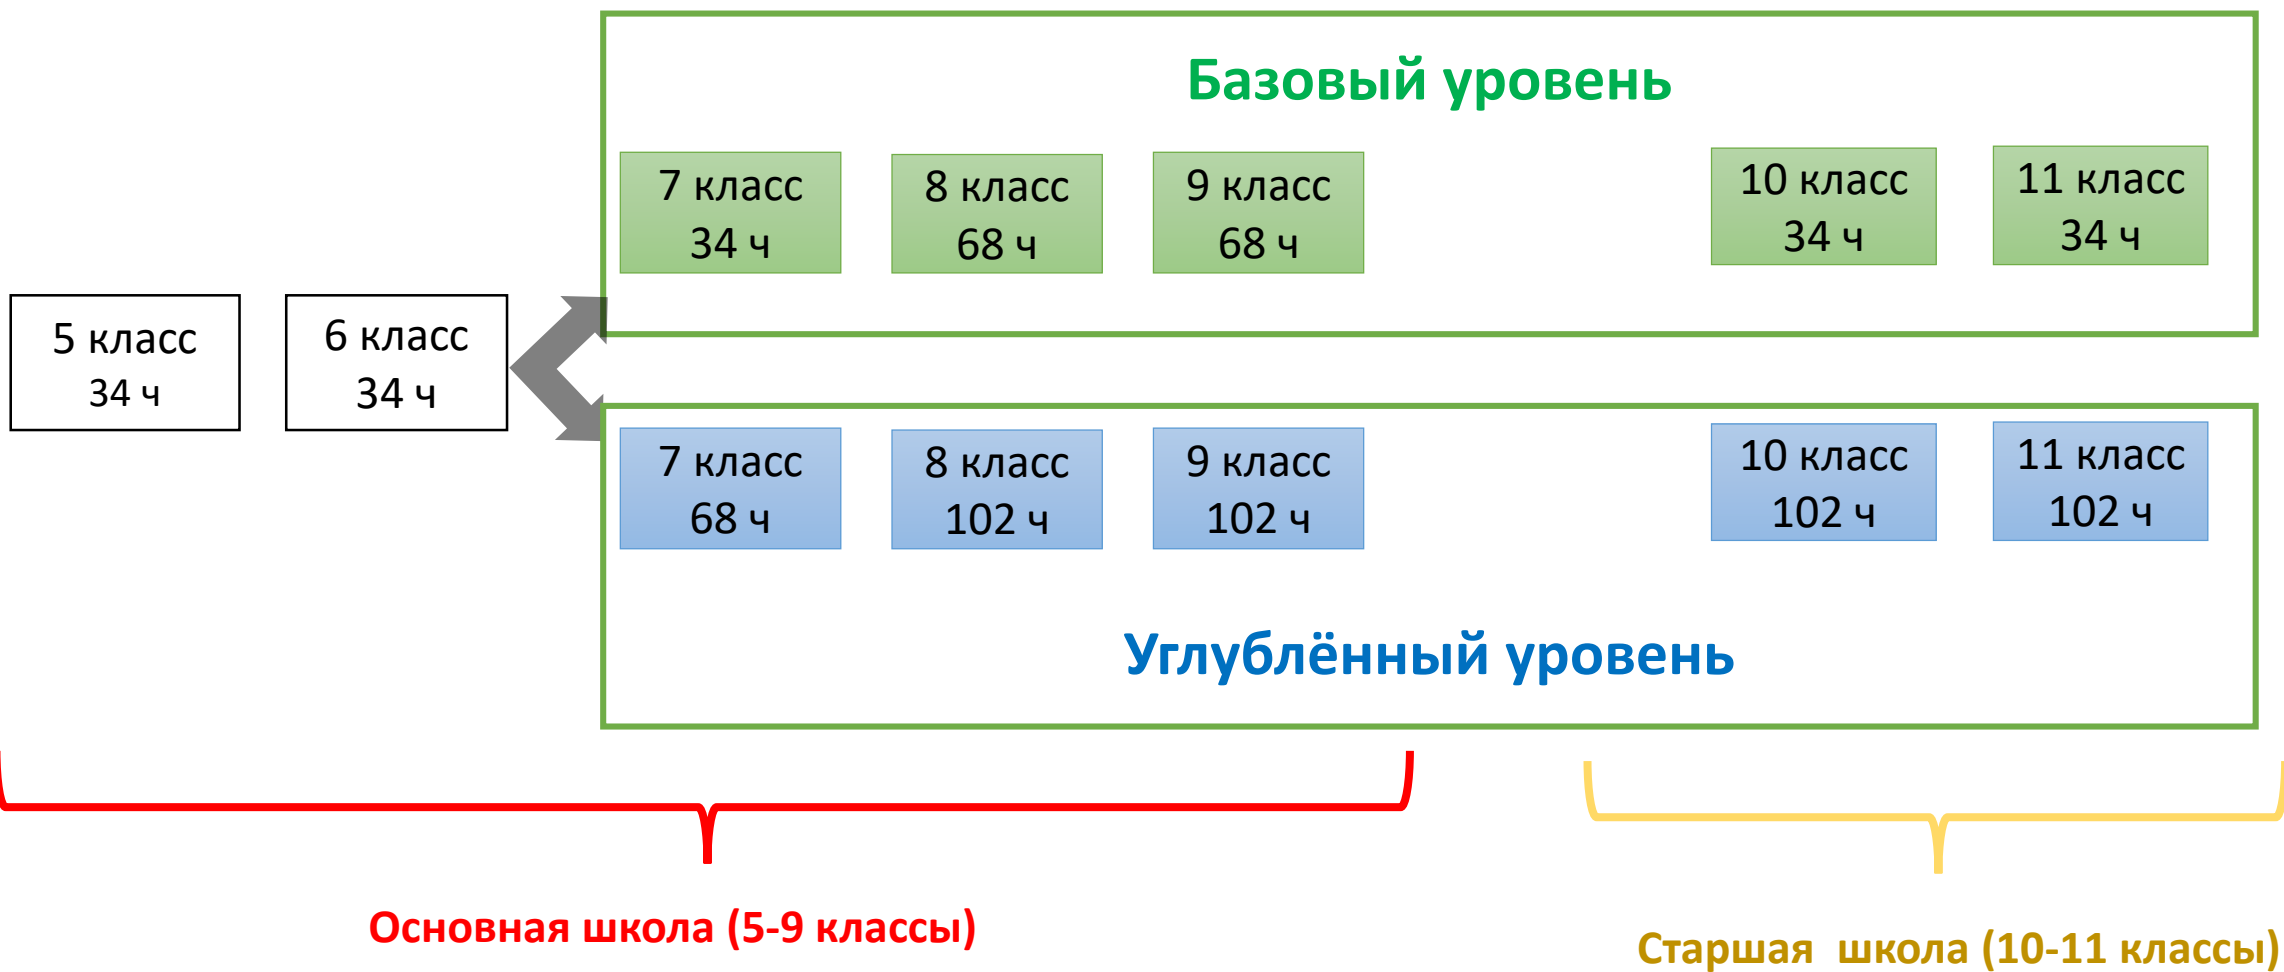 Базовый уровень
7 класс
34 ч
8 класс
68 ч
9 класс
68 ч
10 класс
34 ч
11 класс
34 ч
5 класс
34 ч
6 класс
34 ч
7 класс
68 ч
8 класс
102 ч
9 класс
102 ч
10 класс
102 ч
11 класс
102 ч
Углублённый уровень
Основная школа (5-9 классы)
Старшая школа (10-11 классы)